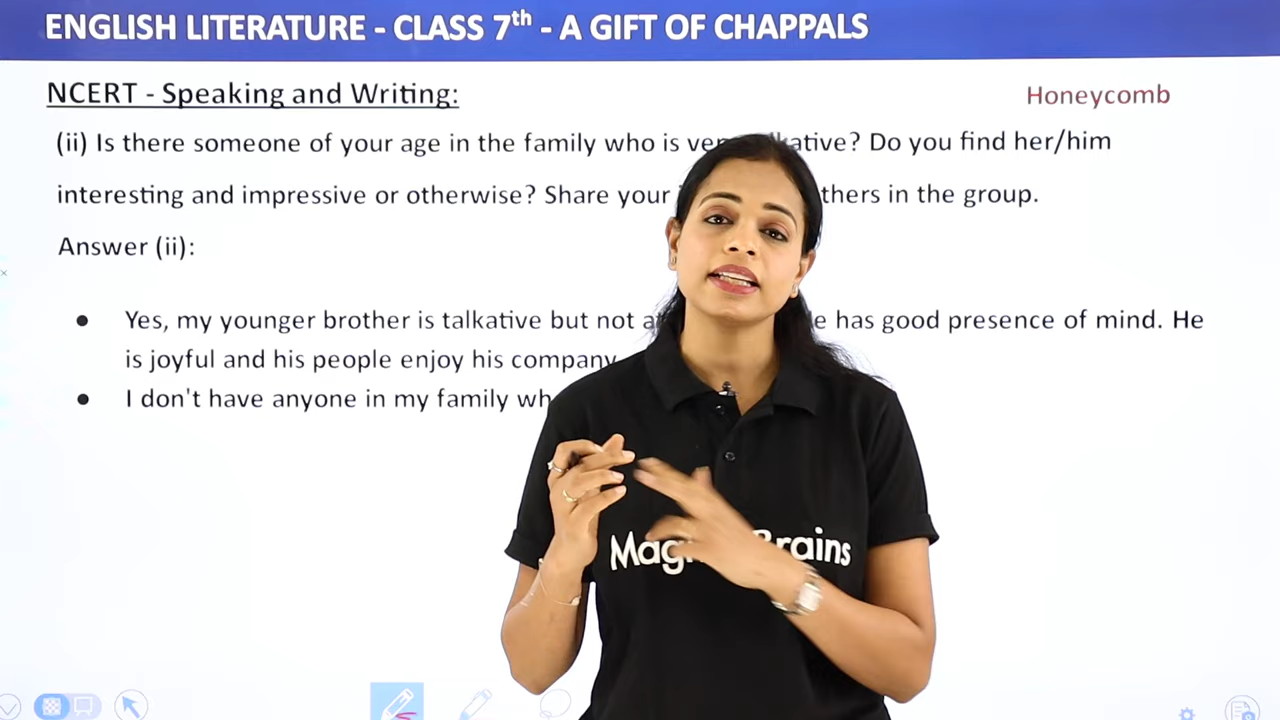 ENGLISH LITERATURE - CLASS 7th - A GIFT OF CHAPPALS
NCERT - Speaking and Writing:
Honeycomb
(ii) Is there someone of your age in the family who is very talkative? Do you find her/him
interesting and impressive or otherwise? Share your others in the group.
Answer (ii):
● Yes, my younger brother is talkative but not has good presence of mind. He
is joyful and his people enjoy his company
● I don't have anyone in my family
Magnet Brains